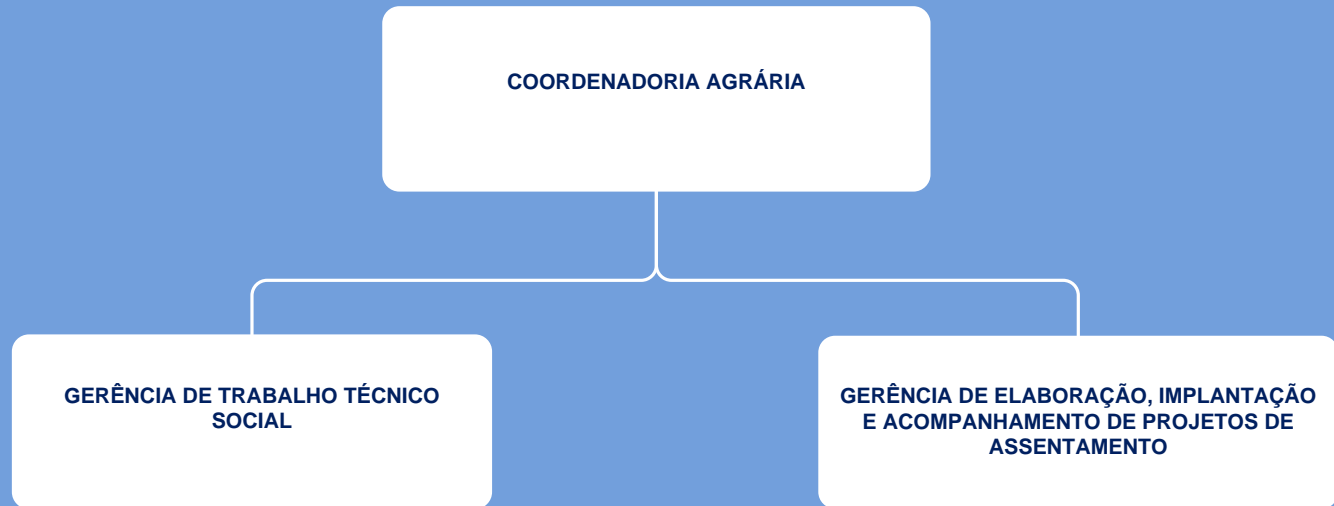 COORDENADORIA AGRÁRIA
GERÊNCIA DE TRABALHO TÉCNICO
SOCIAL
GERÊNCIA DE ELABORAÇÃO, IMPLANTAÇÃO
E ACOMPANHAMENTO DE PROJETOS DE
ASSENTAMENTO